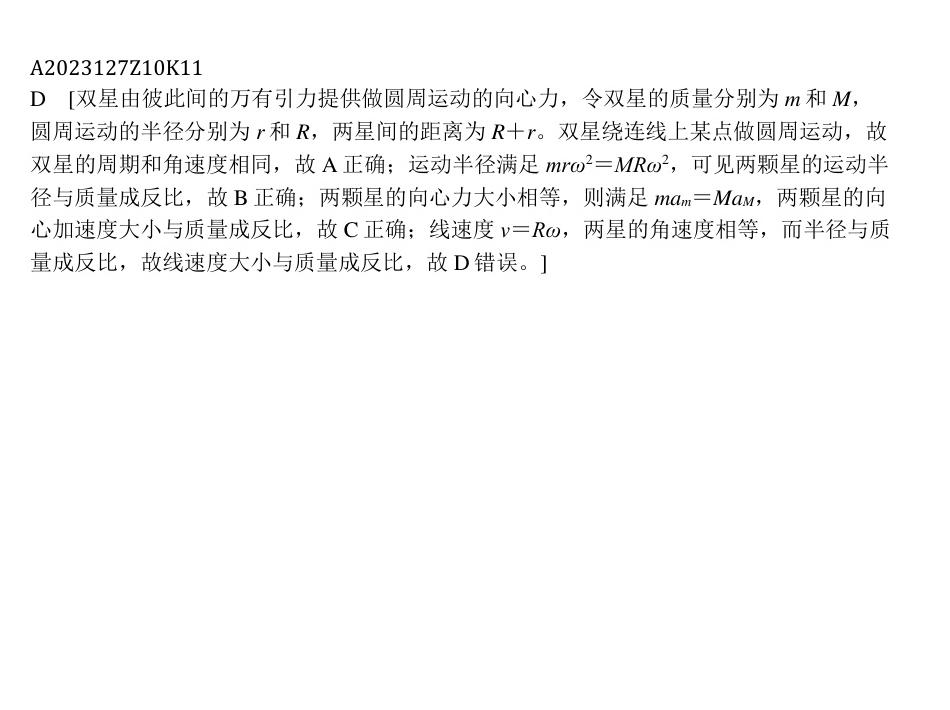 A2023127Z10K11
D [双星由彼此间的万有引力提供做圆周运动的向心力，令双星的质量分别为 m 和 M，
圆周运动的半径分别为 r 和 R，两星间的距离为 R＋r。双星绕连线上某点做圆周运动，故
双星的周期和角速度相同，故 A 正确；运动半径满足 mrω²＝MRω²，可见两颗星的运动半
径与质量成反比，故 B 正确；两颗星的向心力大小相等，则满足 maₘ＝Ma_M，两颗星的向
心加速度大小与质量成反比，故 C 正确；线速度 v＝Rω，两星的角速度相等，而半径与质
量成反比，故线速度大小与质量成反比，故 D 错误。]